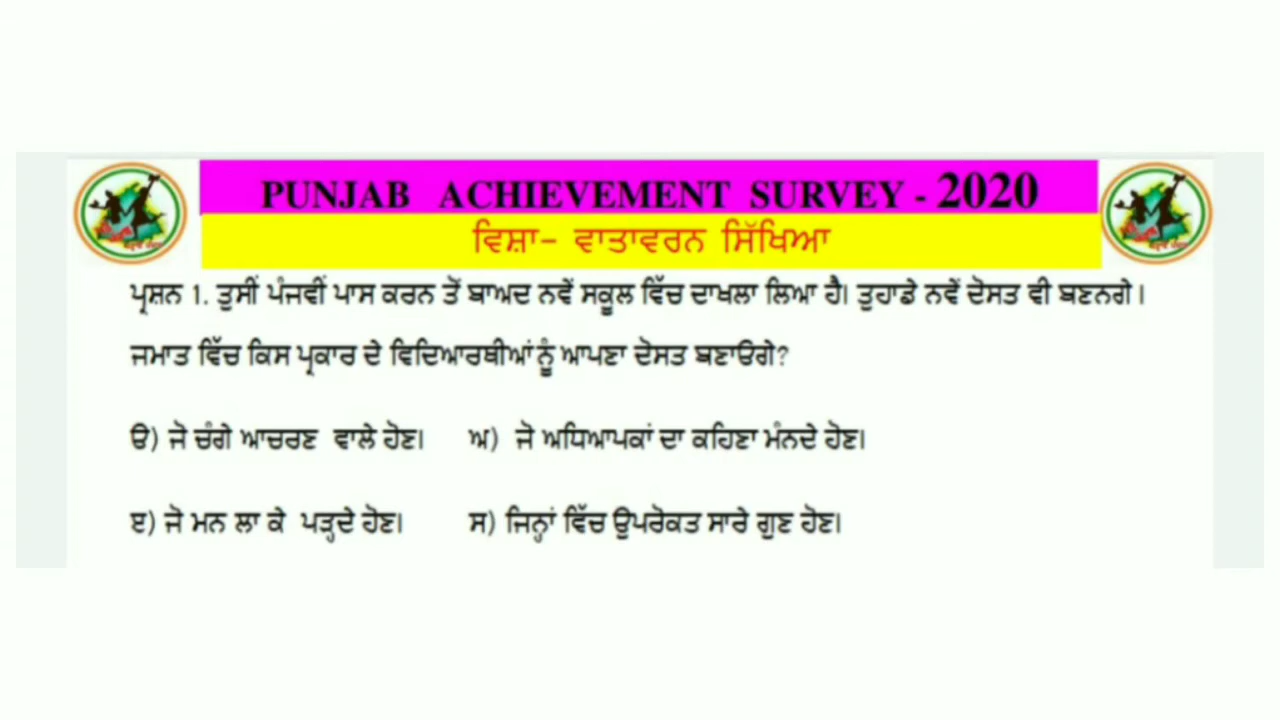 PUNJAB ACHIEVEMENT SURVEY - 2020
ਵਿਸ਼ਾ- ਵਾਤਾਵਰਨ ਸਿੱਖਿਆ
ਪ੍ਰਸ਼ਨ 1. ਤੁਸੀਂ ਪੰਜਵੀਂ ਪਾਸ ਕਰਨ ਤੋਂ ਬਾਅਦ ਨਵੇਂ ਸਕੂਲ ਵਿੱਚ ਦਾਖਲਾ ਲਿਆ ਹੈ। ਤੁਹਾਡੇ ਨਵੇਂ ਦੋਸਤ ਵੀ ਬਣਨਗੇ।
ਜਮਾਤ ਵਿੱਚ ਕਿਸ ਪ੍ਰਕਾਰ ਦੇ ਵਿਦਿਆਰਥੀਆਂ ਨੂੰ ਆਪਣਾ ਦੋਸਤ ਬਣਾਓਗੇ?
ੳ) ਜੋ ਚੰਗੇ ਆਚਰਣ ਵਾਲੇ ਹੋਣ। ਅ) ਜੋ ਅਧਿਆਪਕਾਂ ਦਾ ਕਹਿਣਾ ਮੰਨਦੇ ਹੋਣ।
ੲ) ਜੋ ਮਨ ਲਾ ਕੇ ਪੜ੍ਹਦੇ ਹੋਣ। ਸ) ਜਿਨ੍ਹਾਂ ਵਿੱਚ ਉਪਰੋਕਤ ਸਾਰੇ ਗੁਣ ਹੋਣ।